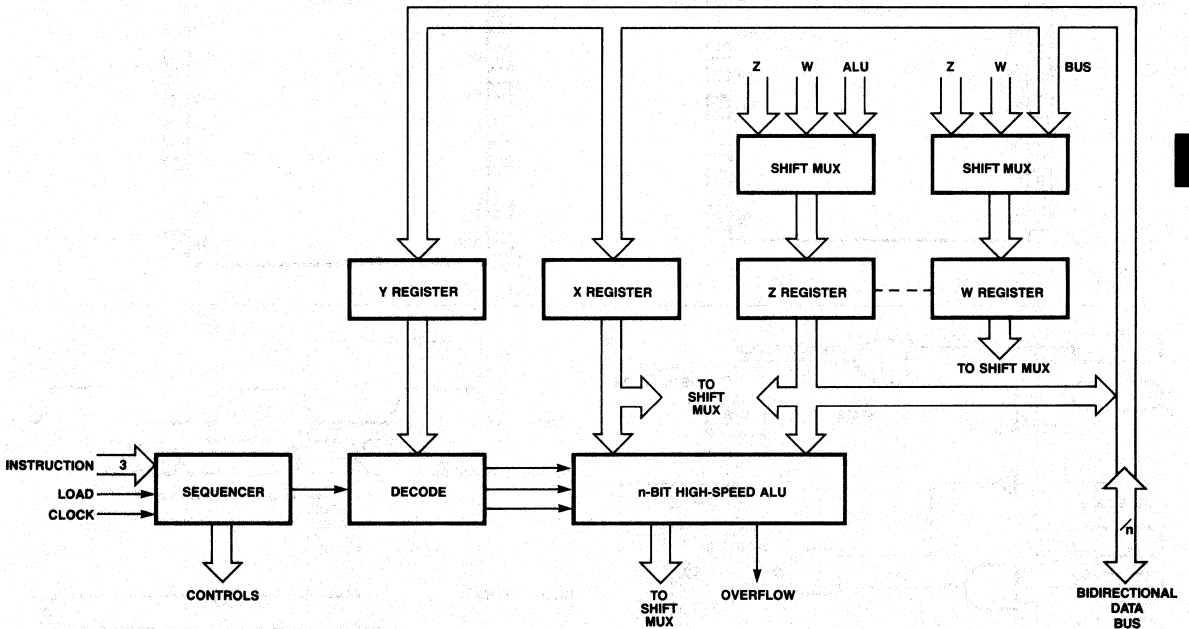 Z W ALU Z W BUS
SHIFT MUX SHIFT MUX
Y REGISTER X REGISTER Z REGISTER W REGISTER
TO SHIFT MUX
TO
SHIFT
MUX
INSTRUCTION 3
LOAD
CLOCK
SEQUENCER DECODE n-BIT HIGH-SPEED ALU
/n
CONTROLS
TO
SHIFT
MUX
OVERFLOW
BIDIRECTIONAL
DATA
BUS